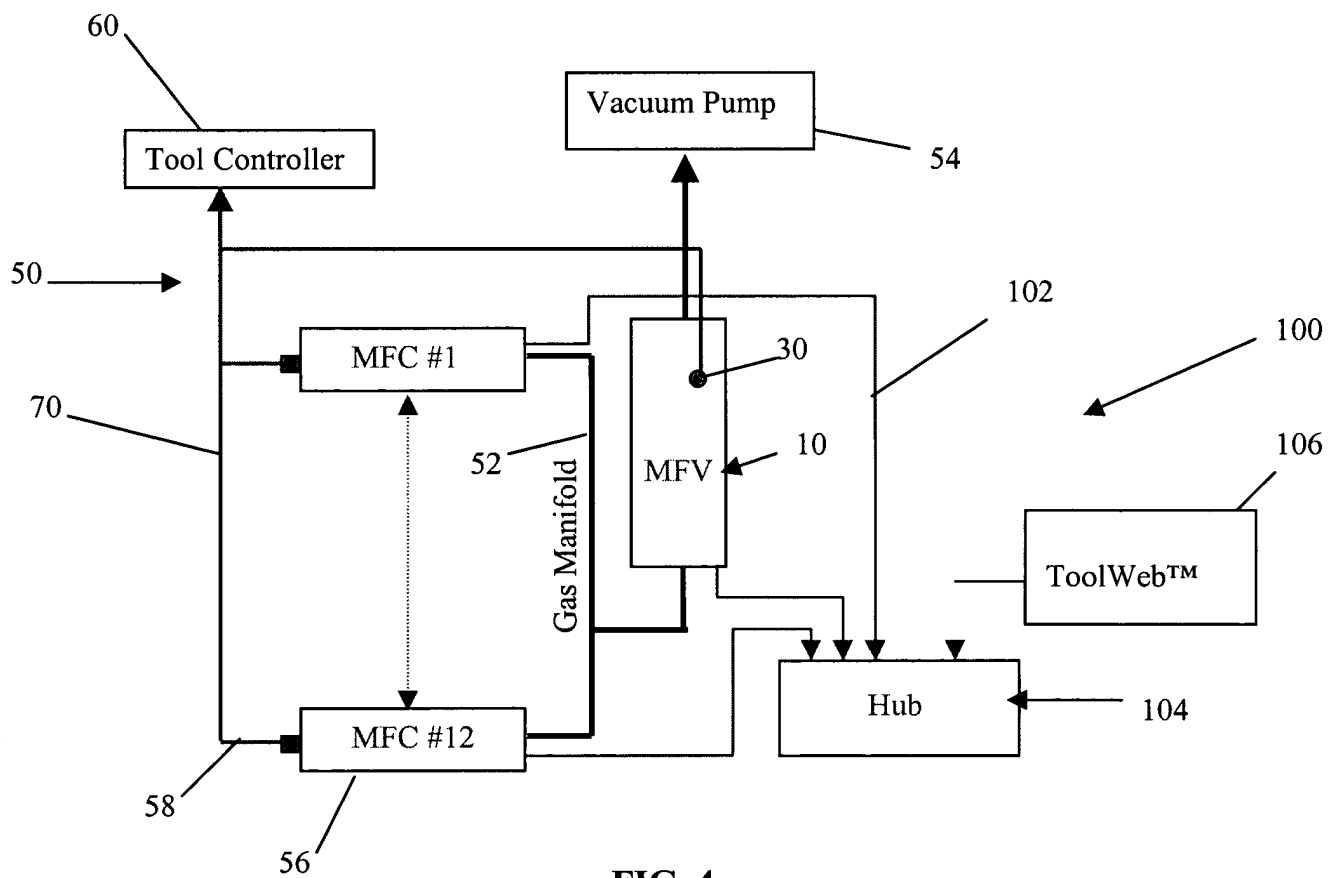 60
Vacuum Pump
Tool Controller
54
50
102
MFC #1
30
100
70
52
10
106
MFV
Gas Manifold
ToolWeb™
Hub
104
MFC #12
58
56
FIG. 4